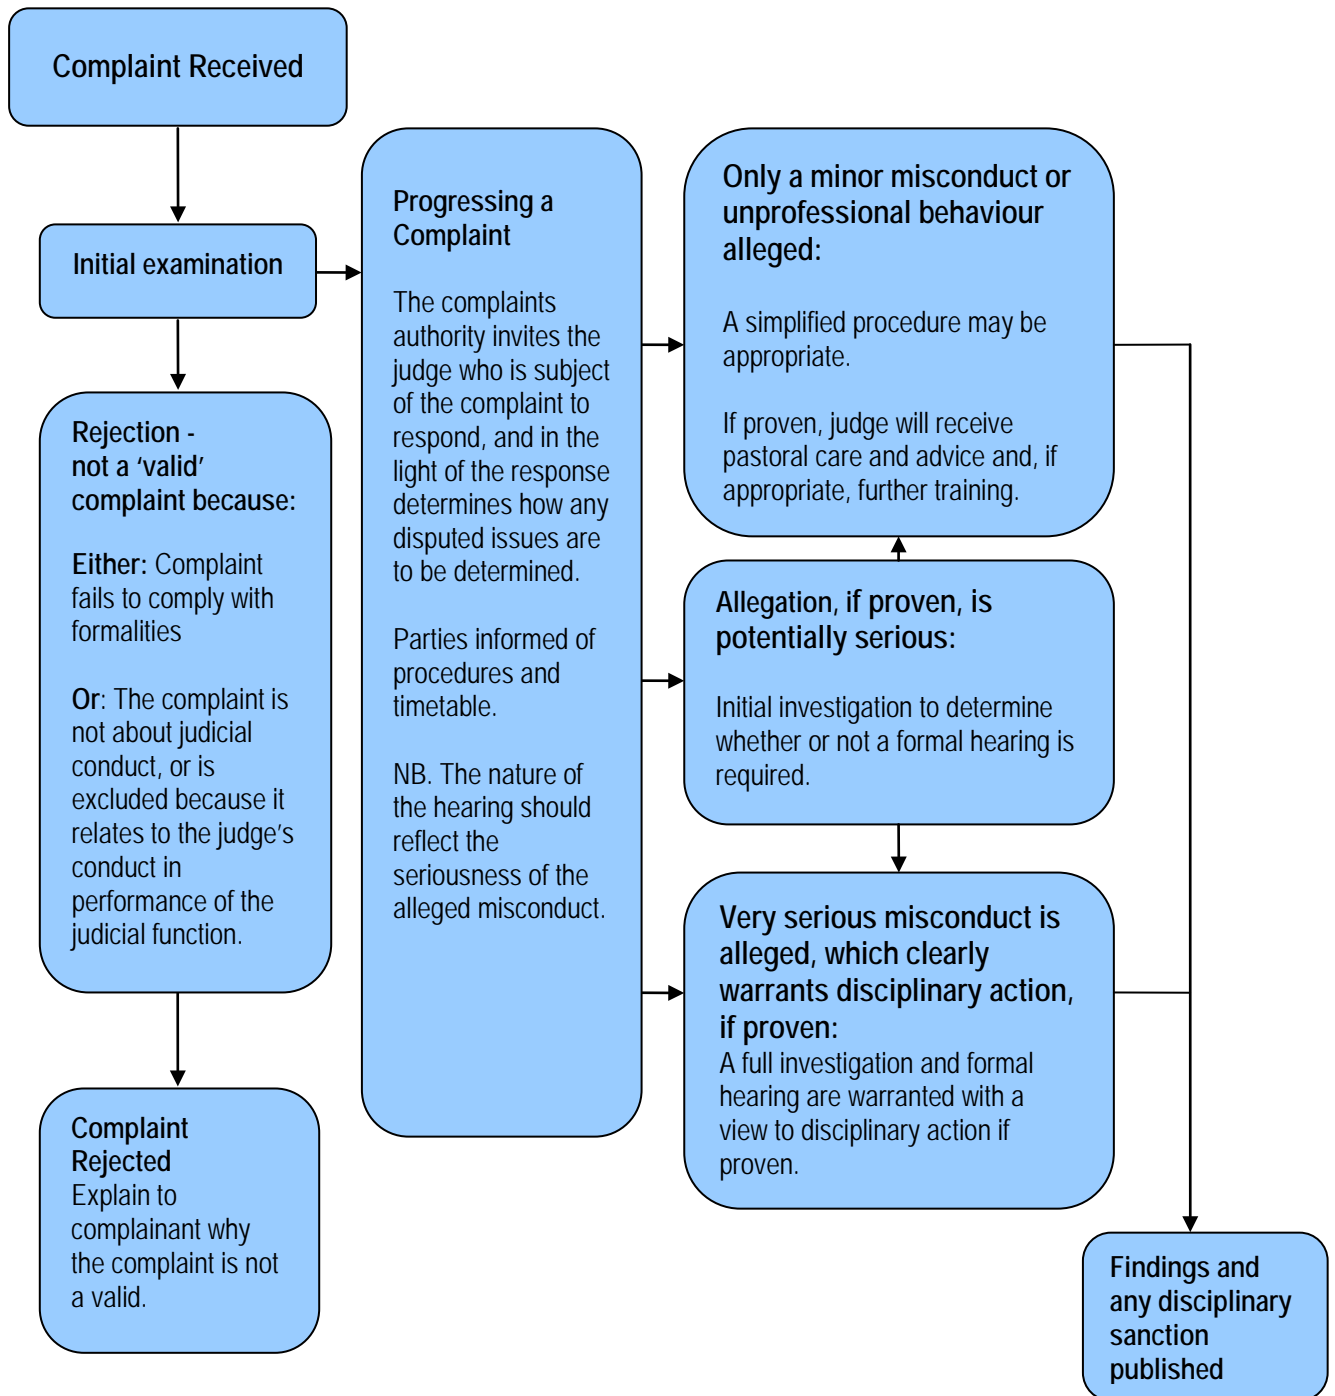 Complaint Received
Initial examination
Rejection -
not a ‘valid’
complaint because:
Either: Complaint
fails to comply with
formalities
Or: The complaint is
not about judicial
conduct, or is
excluded because it
relates to the judge’s
conduct in
performance of the
judicial function.
Complaint
Rejected
Explain to
complainant why
the complaint is not
a valid.
Progressing a
Complaint
The complaints
authority invites the
judge who is subject
of the complaint to
respond, and in the
light of the response
determines how any
disputed issues are
to be determined.
Parties informed of
procedures and
timetable.
NB. The nature of
the hearing should
reflect the
seriousness of the
alleged misconduct.
Only a minor misconduct or
unprofessional behaviour
alleged:
A simplified procedure may be
appropriate.
If proven, judge will receive
pastoral care and advice and, if
appropriate, further training.
Allegation, if proven, is
potentially serious:
Initial investigation to determine
whether or not a formal hearing is
required.
Very serious misconduct is
alleged, which clearly
warrants disciplinary action,
if proven:
A full investigation and formal
hearing are warranted with a
view to disciplinary action if
proven.
Findings and
any disciplinary
sanction
published